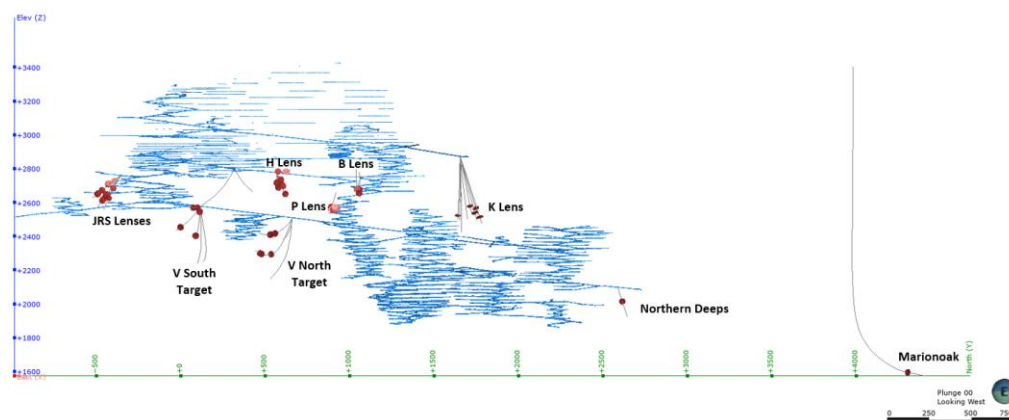 Elev (Z)
+3400
+3200
+3000
+2800
+2600
+2400
+2200
+2000
+1800
+1600
H Lens
B Lens
P Lens
K Lens
JRS Lenses
V South
Target
V North
Target
Northern Deeps
Marionoak
-500
+0
+500
+1000
+1500
+2000
+2500
+3000
+3500
+4000
North (Y)
Plunge 00
Looking West
0 250 500 750